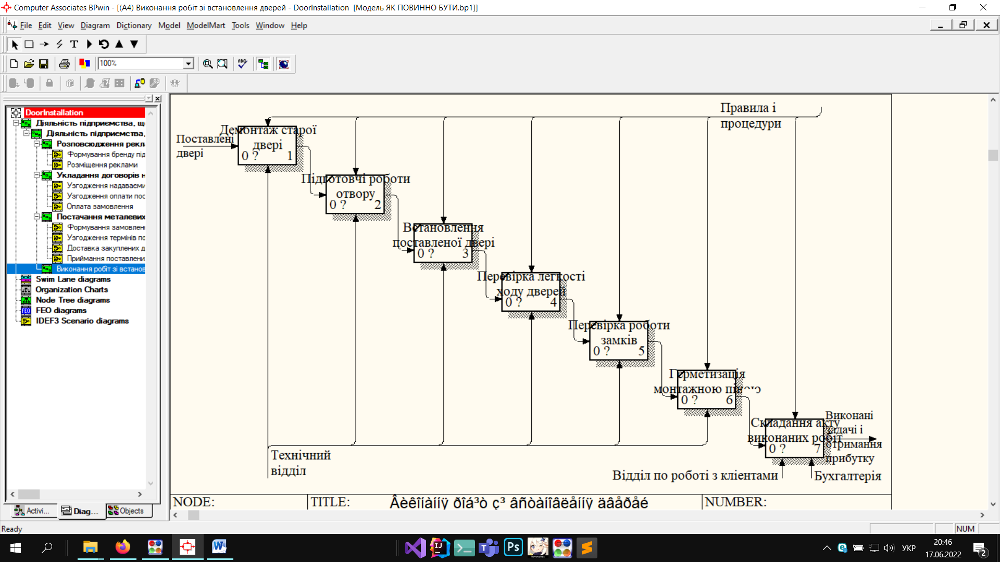 Computer Associates BPwin - [(A4) Виконання робіт зі встановлення дверей - DoorInstallation [Модель ЯК ПОВИННО БУТИ.bp1]]
File Edit View Diagram Dictionary Model ModelMart Tools Window Help
T
100%
ABC
DoorInstallation
Діяльність підприємства, щ
Діяльність підприємства,
Розповсюдження рекл
Формування бренду під
Розміщення реклами
Укладання договорів н
Узгодження надаваєми
Узгодження оплати пос
Оплата замовлення
Постачання металевих
Формування замовлен
Узгодження термінів по
Доставка закуплених д
Приймання поставлени
Виконання робіт зі встанов
Swim Lane diagrams
Organization Charts
Node Tree diagrams
FEO diagrams
IDEF3 Scenario diagrams
Activi...
Diag...
Objects
Правила і
процедури
Поставлені
двері
Демонтаж старої
двері
0 ? 1
Підготовчі роботи
отвору
0 ? 2
Встановлення
поставленої двері
0 ? 3
Перевірка легкості
ходу дверей
0 ? 4
Перевірка роботи
замків
0 ? 5
Герметизація
монтажною піною
0 ? 6
Складання акту
виконаних робіт
0 ? 7
Виконані
задачі і
отримання
прибутку
Технічний
відділ
Відділ по роботі з клієнтами
Бухгалтерія
NODE:
TITLE:
Âèêîíàííÿ ðîá³ò ç³ âñòàíîâëåííÿ äâåðåé
NUMBER:
Ready
NUM
УКР
20:46
17.06.2022
2